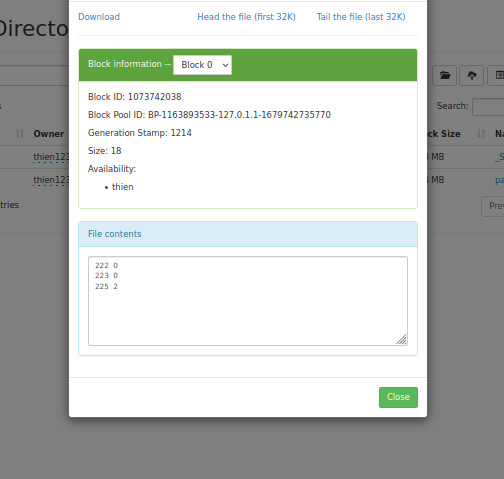 Directo
Download Head the file (first 32K) Tail the file (last 32K)
Block information -- Block 0
Search:
Block ID: 1073742038
Block Pool ID: BP-1163893533-127.0.1.1-1679742735770
Owner ck Size Na
Generation Stamp: 1214
Size: 18
thien123 MB _S
Availability:
thien123 MB pa
• thien
tries Prev
File contents
222 0
223 0
225 2
Close